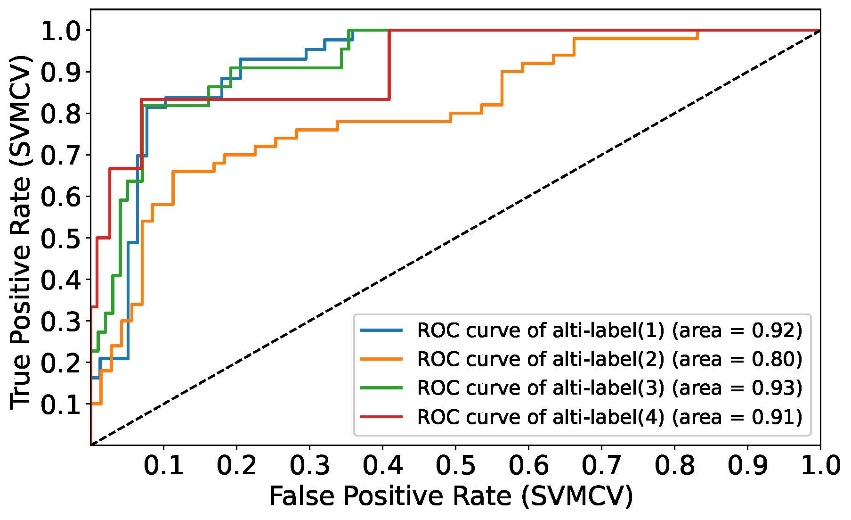 True Positive Rate (SVMCV)
1.0
0.9
0.8
0.7
0.6
0.5
0.4
0.3
0.2
0.1
ROC curve of alti-label(1) (area = 0.92)
ROC curve of alti-label(2) (area = 0.80)
ROC curve of alti-label(3) (area = 0.93)
ROC curve of alti-label(4) (area = 0.91)
0.1 0.2 0.3 0.4 0.5 0.6 0.7 0.8 0.9 1.0
False Positive Rate (SVMCV)